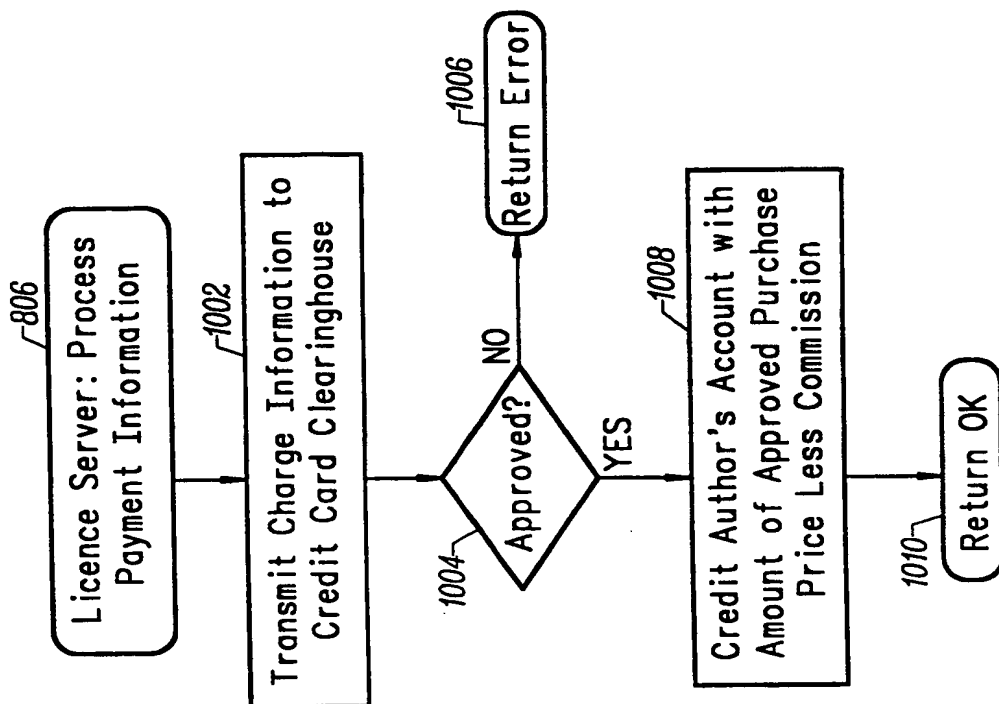 806
Licence Server: Process
Payment Information
1002
Transmit Charge Information to
Credit Card Clearinghouse
1004
Approved?
NO
1006
Return Error
YES
1008
Credit Author's Account with
Amount of Approved Purchase
Price Less Commission
1010
Return OK